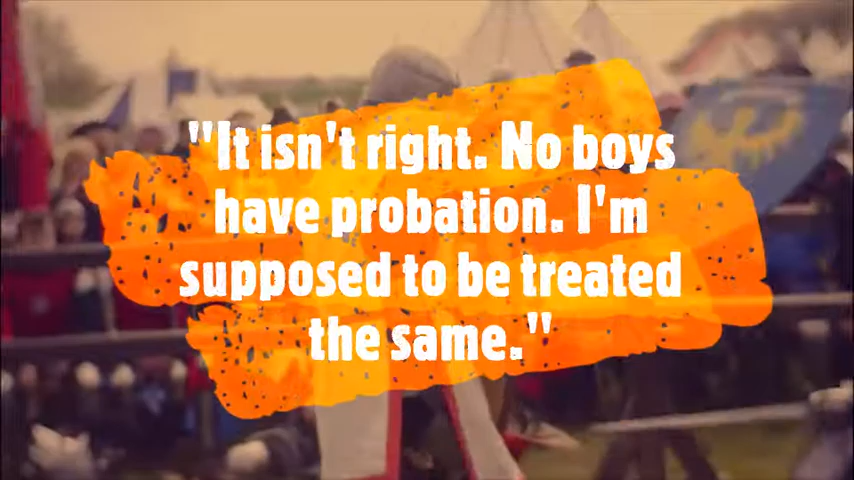 "It isn't right. No boys
have probation. I'm
supposed to be treated
the same."